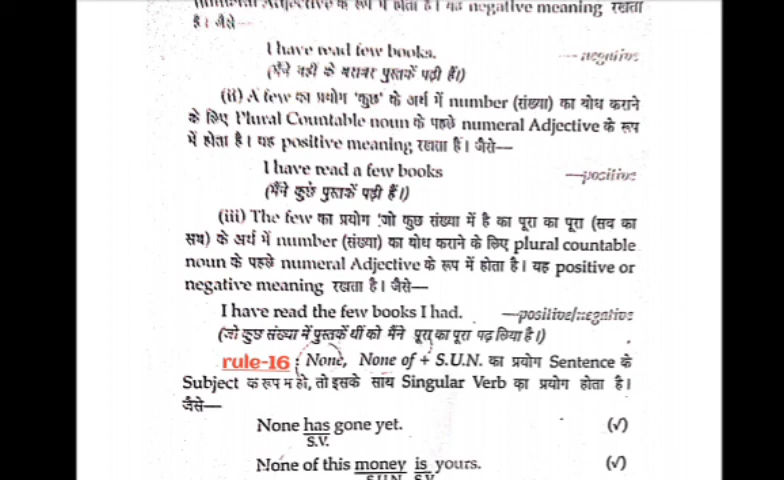 numeral Adjective के रूप में होता है। यह negative meaning रखता
है। जैसे—
I have read few books. —negative
(मैंने नहीं के बराबर पुस्तकें पढ़ी हैं।)
(ii) A few का प्रयोग 'कुछ' के अर्थ में number (संख्या) का बोध कराने
के लिए Plural Countable noun के पहले numeral Adjective के रूप
में होता है। यह positive meaning रखता है। जैसे—
I have read a few books —positive
(मैंने कुछ पुस्तकें पढ़ी हैं।)
(iii) The few का प्रयोग 'जो कुछ संख्या में है का पूरा का पूरा (सब का
सब) के अर्थ में number (संख्या) का बोध कराने के लिए plural countable
noun के पहले numeral Adjective के रूप में होता है। यह positive or
negative meaning रखता है। जैसे—
I have read the few books I had. —positive/negative
(जो कुछ संख्या में पुस्तकें थीं को मैंने पूरा का पूरा पढ़ लिया है।)
rule-16 : None, None of + S.U.N. का प्रयोग Sentence के
Subject के रूप में हो, तो इसके साथ Singular Verb का प्रयोग होता है।
जैसे—
None has gone yet. (√)
S.V.
None of this money is yours. (√)
S.U.N. S.V.